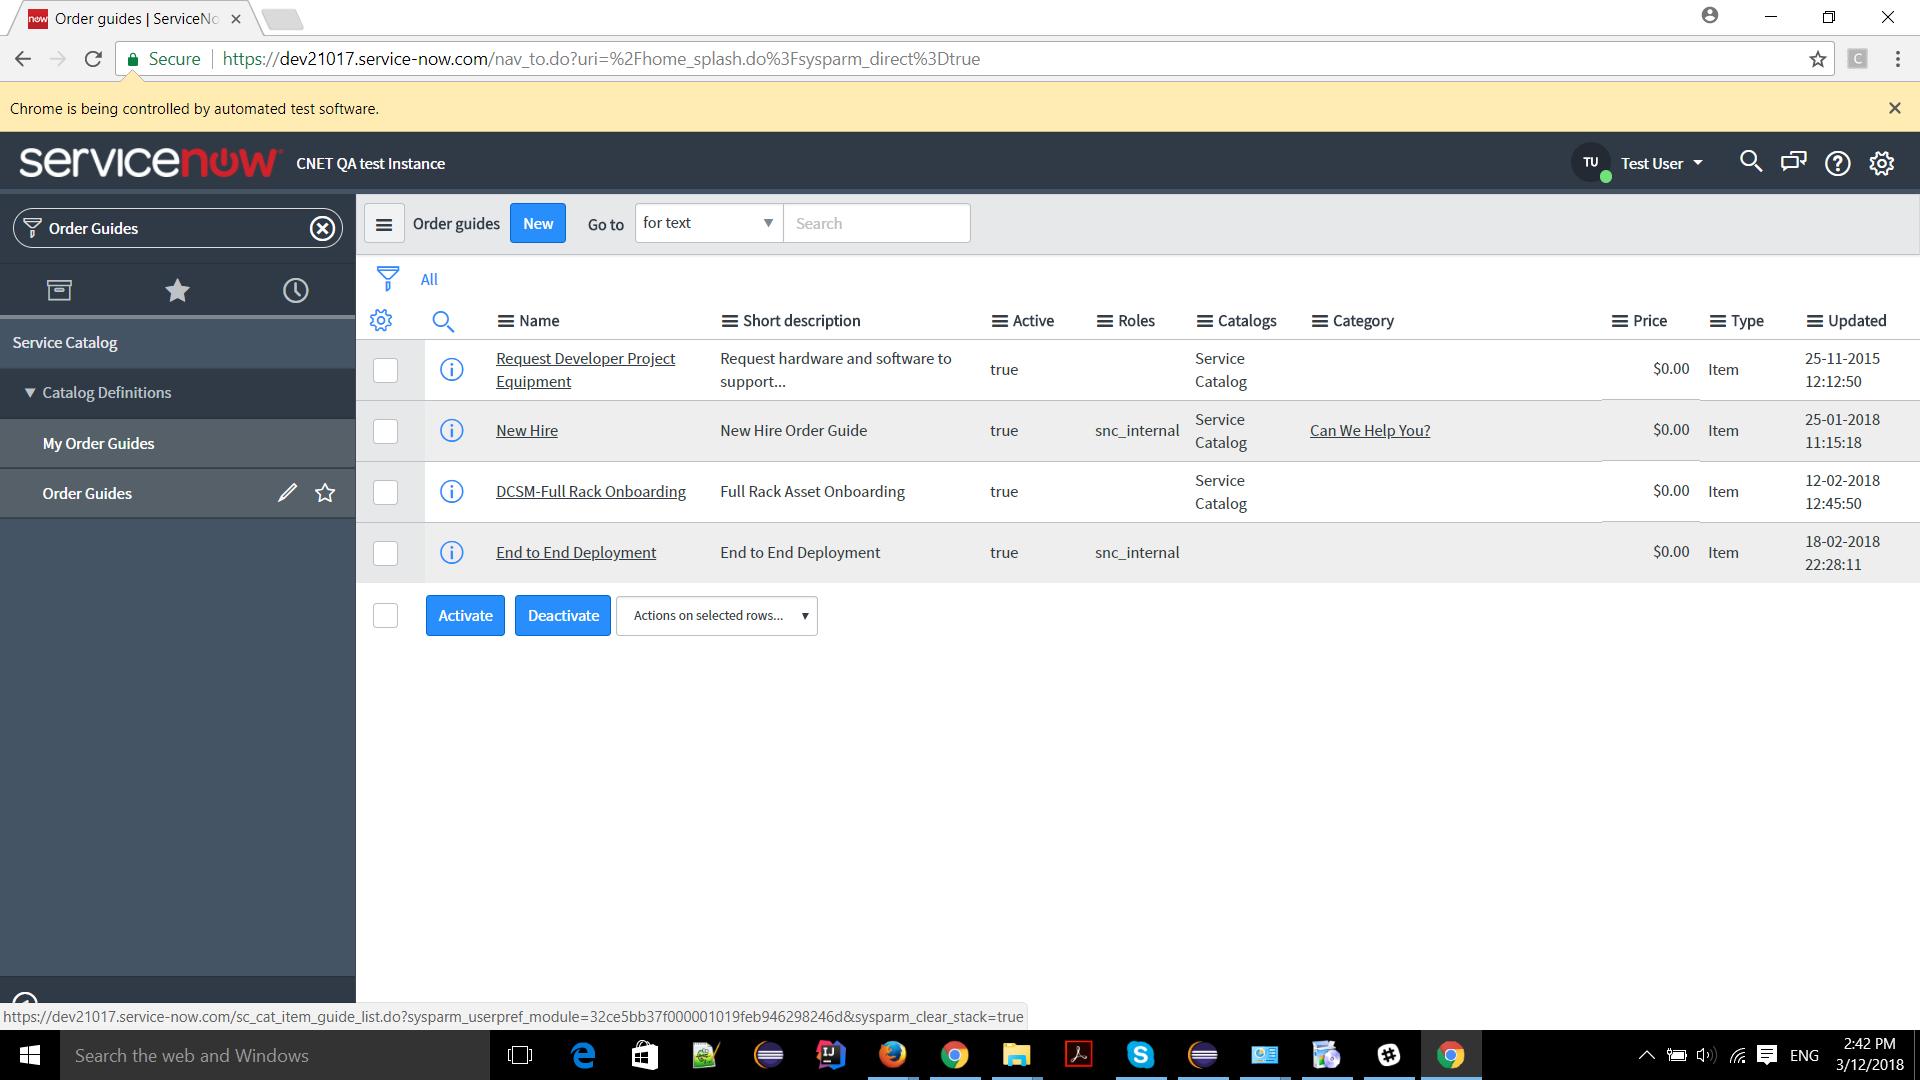 Order guides | ServiceNo
Secure
https://dev21017.service-now.com/nav_to.do?uri=%2Fhome_splash.do%3Fsysparm_direct%3Dtrue
C
Chrome is being controlled by automated test software.
servicenow
CNET QA test Instance
TU
Test User
Order Guides
Order guides
New
Go to
for text
Search
All
Service Catalog
Catalog Definitions
My Order Guides
Order Guides
Name Short description Active Roles Catalogs Category Price Type Updated
Request Developer Project
Equipment
Request hardware and software to
support...
true
Service
Catalog
$0.00
Item
25-11-2015
12:12:50
New Hire
New Hire Order Guide
true
snc_internal
Service
Catalog
Can We Help You?
$0.00
Item
25-01-2018
11:15:18
DCSM-Full Rack Onboarding
Full Rack Asset Onboarding
true
Service
Catalog
$0.00
Item
12-02-2018
12:45:50
End to End Deployment
End to End Deployment
true
snc_internal
$0.00
Item
18-02-2018
22:28:11
Activate
Deactivate
Actions on selected rows...
https://dev21017.service-now.com/sc_cat_item_guide_list.do?sysparm_userpref_module=32ce5bb37f000001019feb946298246d&sysparm_clear_stack=true
Search the web and Windows
ENG
2:42 PM
3/12/2018